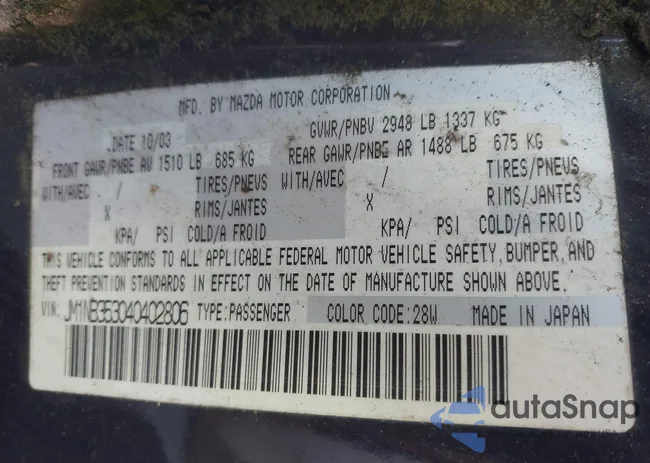 MFD. BY MAZDA MOTOR CORPORATION
DATE 10/03 GVWR/PNBV 2948 LB 1337 KG
FRONT GAWR/PNBE AV 1510 LB 685 KG REAR GAWR/PNBE AR 1488 LB 675 KG
WITH/AVEC / TIRES/PNEUS WITH/AVEC / TIRES/PNEVS
X RIMS/JANTES X RIMS/JANTES
KPA/ PSI COLD/A FROID KPA/ PSI COLD/A FROID
THIS VEHICLE CONFORMS TO ALL APPLICABLE FEDERAL MOTOR VEHICLE SAFETY, BUMPER, AND
THEFT PREVENTION STANDARDS IN EFFECT ON THE DATE OF MANUFACTURE SHOWN ABOVE.
VIN: JM1NB353040402806 TYPE: PASSENGER COLOR CODE: 28W MADE IN JAPAN
autaSnap